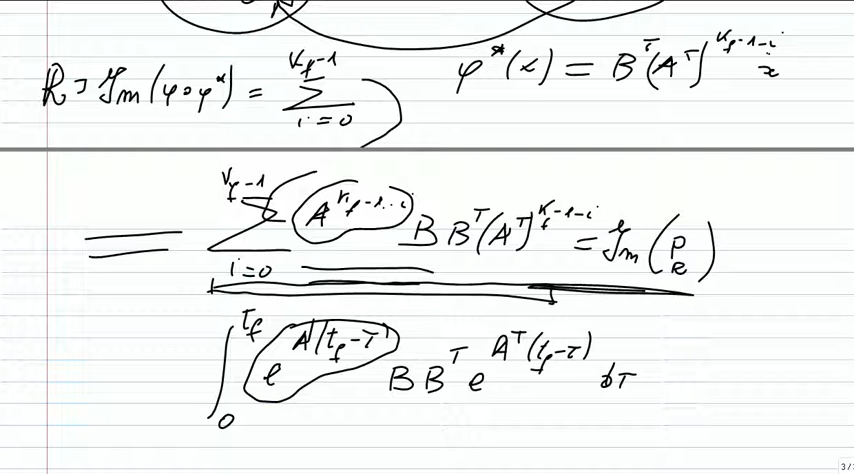 R = Im(φ∘φ*) = Σ_{i=0}^{K_f-1}    φ*(x) = B^T(A^T)^{K_f-1-i} x
= Σ_{i=0}^{K_f-1} A^{K_f-1-i} B B^T(A^T)^{K_f-1-i} = Im(P_R)
∫_0^{t_f} e^{A(t_f-τ)} B B^T e^{A^T(t_f-τ)} dτ
3/